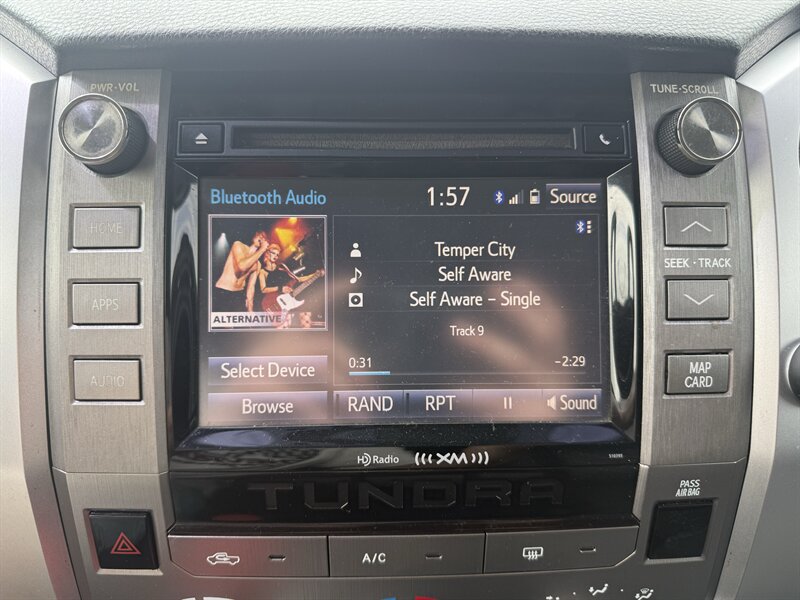 PWR•VOL
TUNE•SCROLL
Bluetooth Audio 1:57 Source
HOME
APPS
AUDIO
ALTERNATIVE
Temper City
Self Aware
Self Aware – Single
Track 9
0:31 -2:29
Select Device
Browse
RAND RPT Sound
SEEK•TRACK
MAP
CARD
HD Radio XM
510395
TUNDRA
PASS
AIR BAG
A/C